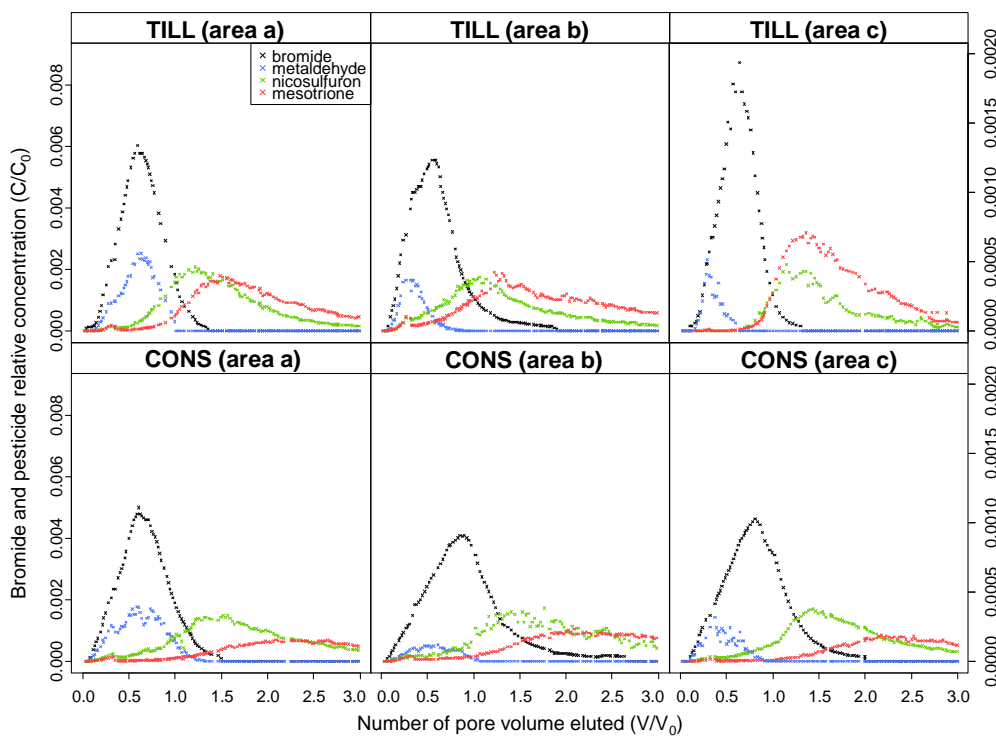 TILL (area a)
TILL (area b)
TILL (area c)
bromide
metaldehyde
nicosulfuron
mesotrione
0.008
0.006
0.004
0.002
0.000
0.0020
0.0015
0.0010
0.0005
0.0000
CONS (area a)
CONS (area b)
CONS (area c)
0.008
0.006
0.004
0.002
0.000
0.0020
0.0015
0.0010
0.0005
0.0000
0.0 0.5 1.0 1.5 2.0 2.5 3.0
0.0 0.5 1.0 1.5 2.0 2.5 3.0
0.0 0.5 1.0 1.5 2.0 2.5 3.0
Bromide and pesticide relative concentration (C/C0)
Number of pore volume eluted (V/V0)